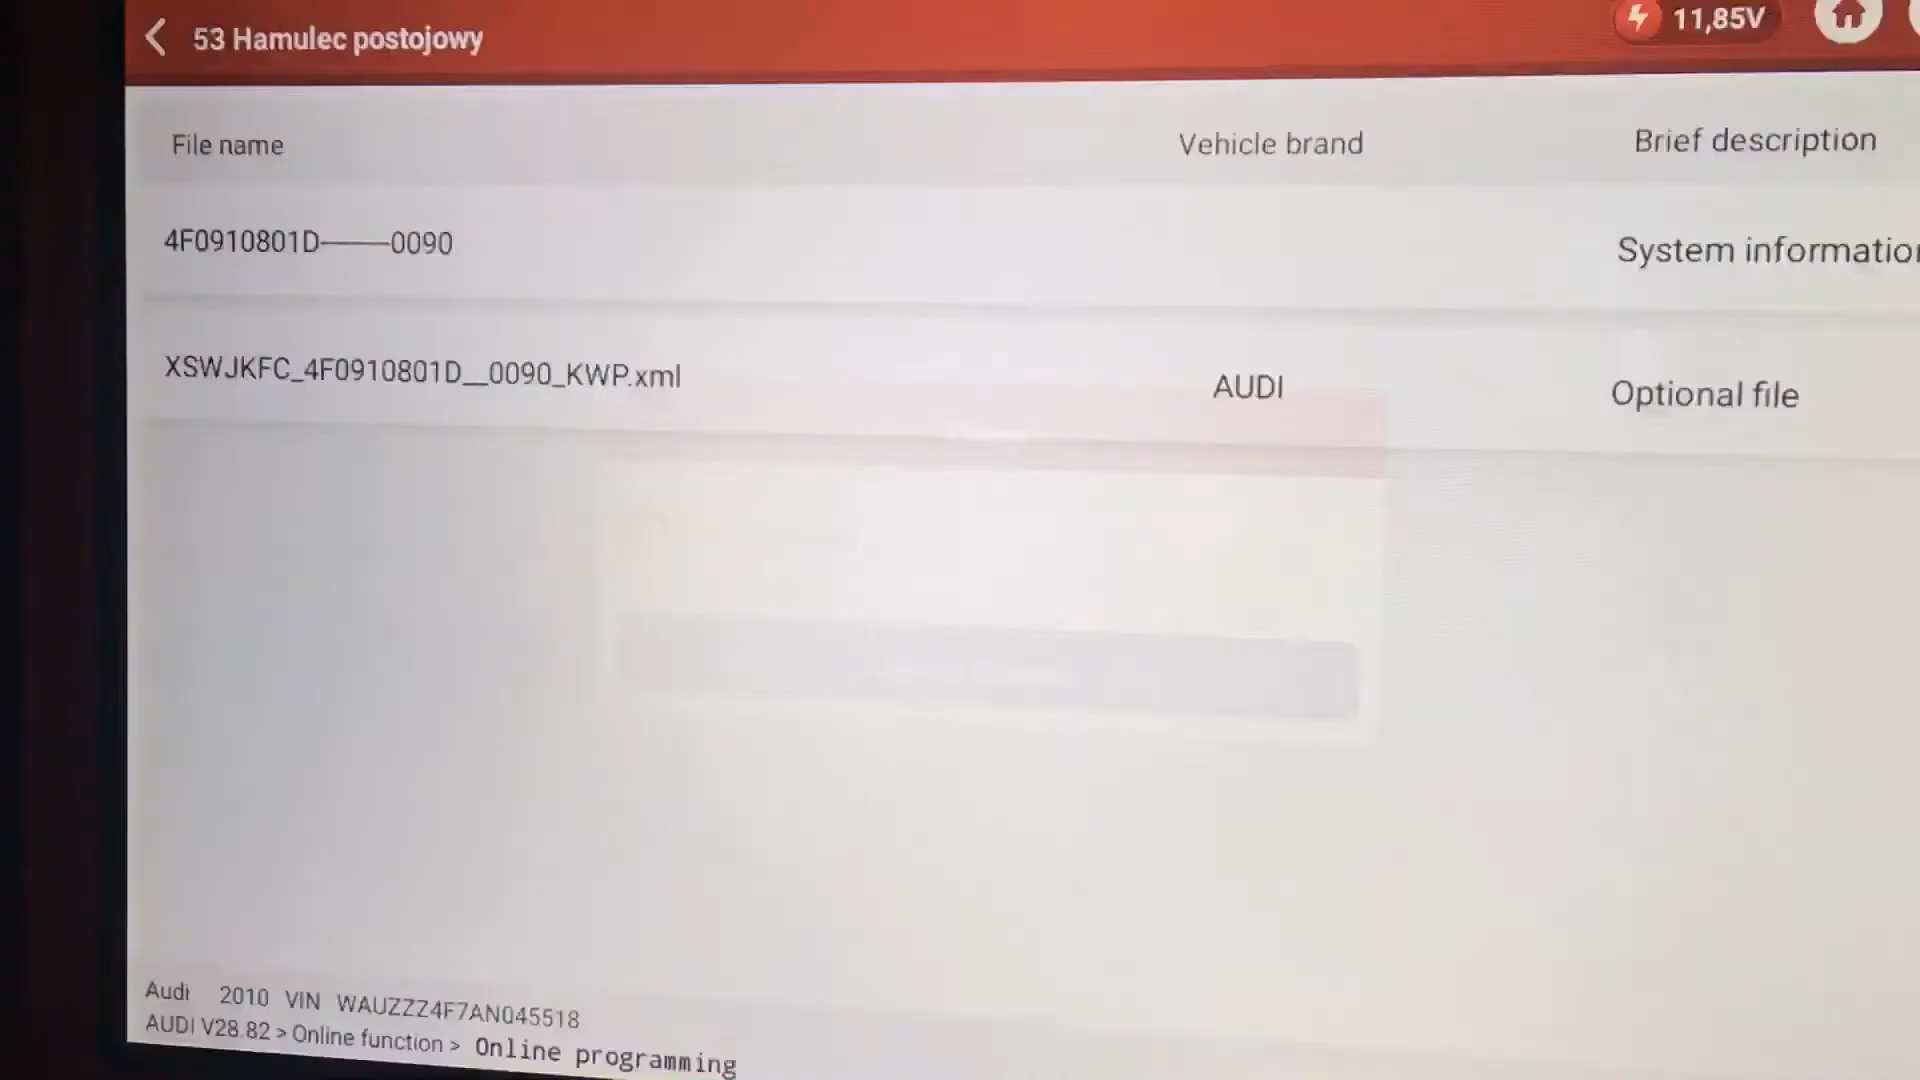 53 Hamulec postojowy
11,85V
File name Vehicle brand Brief description
4F0910801D-----0090 System information
XSWJKFC_4F0910801D__0090_KWP.xml AUDI Optional file
Audi 2010 VIN WAUZZZ4F7AN045518
AUDI V28.82 > Online function > Online programming